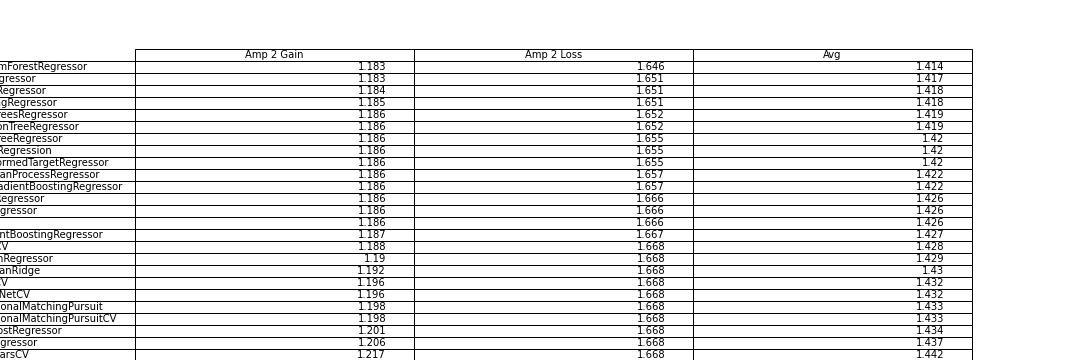 Amp 2 Gain Amp 2 Loss Avg
mForestRegressor 1.183 1.646 1.414
gressor 1.183 1.651 1.417
Regressor 1.184 1.651 1.418
gRegressor 1.185 1.651 1.418
reesRegressor 1.186 1.652 1.419
onTreeRegressor 1.186 1.652 1.419
reeRegressor 1.186 1.655 1.42
Regression 1.186 1.655 1.42
ormedTargetRegressor 1.186 1.655 1.42
anProcessRegressor 1.186 1.657 1.422
adientBoostingRegressor 1.186 1.657 1.422
Regressor 1.186 1.666 1.426
gressor 1.186 1.666 1.426
1.186 1.666 1.426
ntBoostingRegressor 1.187 1.667 1.427
CV 1.188 1.668 1.428
nRegressor 1.19 1.668 1.429
anRidge 1.192 1.668 1.43
CV 1.196 1.668 1.432
NetCV 1.196 1.668 1.432
onalMatchingPursuit 1.198 1.668 1.433
onalMatchingPursuitCV 1.198 1.668 1.433
ostRegressor 1.201 1.668 1.434
gressor 1.206 1.668 1.437
arsCV 1.217 1.668 1.442